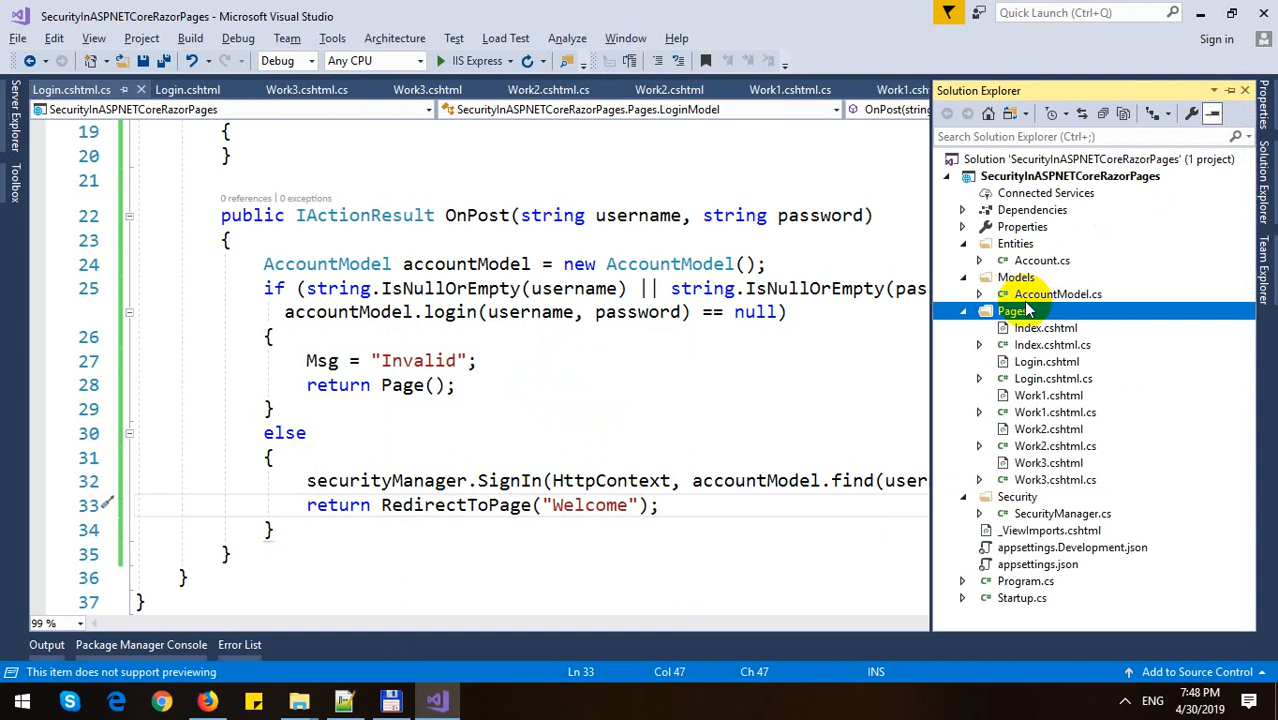 SecurityInASPNETCoreRazorPages - Microsoft Visual Studio
Quick Launch (Ctrl+Q)
File Edit View Project Build Debug Team Tools Architecture Test Load Test Analyze Window Help
Sign in
Debug Any CPU IIS Express
Login.cshtml.cs Login.cshtml Work3.cshtml.cs Work3.cshtml Work2.cshtml.cs Work2.cshtml Work1.cshtml.cs
SecurityInASPNETCoreRazorPages SecurityInASPNETCoreRazorPages.Pages.LoginModel OnPost(string
Server Explorer
Toolbox
19 {
20 }
21
0 references | 0 exceptions
22 public IActionResult OnPost(string username, string password)
23 {
24 AccountModel accountModel = new AccountModel();
25 if (string.IsNullOrEmpty(username) || string.IsNullOrEmpty(pas
accountModel.login(username, password) == null)
26 {
27 Msg = "Invalid";
28 return Page();
29 }
30 else
31 {
32 securityManager.SignIn(HttpContext, accountModel.find(user
33 return RedirectToPage("Welcome");
34 }
35 }
36 }
37 }
99 %
Solution Explorer
Search Solution Explorer (Ctrl+;)
Solution 'SecurityInASPNETCoreRazorPages' (1 project)
SecurityInASPNETCoreRazorPages
Connected Services
Dependencies
Properties
Entities
C# Account.cs
Models
C# AccountModel.cs
Pages
Index.cshtml
C# Index.cshtml.cs
Login.cshtml
C# Login.cshtml.cs
Work1.cshtml
C# Work1.cshtml.cs
Work2.cshtml
C# Work2.cshtml.cs
Work3.cshtml
C# Work3.cshtml.cs
Security
C# SecurityManager.cs
_ViewImports.cshtml
appsettings.Development.json
appsettings.json
C# Program.cs
C# Startup.cs
Properties
Solution Explorer
Team Explorer
Output Package Manager Console Error List
This item does not support previewing Ln 33 Col 47 Ch 47 INS Add to Source Control
ENG
7:48 PM
4/30/2019